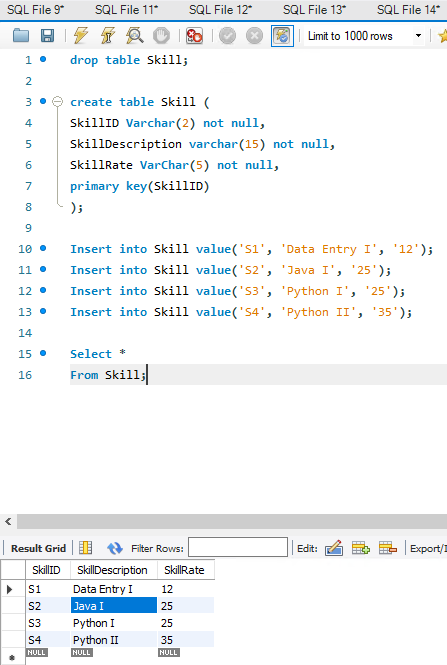 SQL File 9* SQL File 11* SQL File 12* SQL File 13* SQL File 14*
Limit to 1000 rows
1 drop table Skill;
2
3 create table Skill (
4 SkillID Varchar(2) not null,
5 SkillDescription varchar(15) not null,
6 SkillRate VarChar(5) not null,
7 primary key(SkillID)
8 );
9
10 Insert into Skill value('S1', 'Data Entry I', '12');
11 Insert into Skill value('S2', 'Java I', '25');
12 Insert into Skill value('S3', 'Python I', '25');
13 Insert into Skill value('S4', 'Python II', '35');
14
15 Select *
16 From Skill;
Result Grid Filter Rows: Edit: Export/I
SkillID SkillDescription SkillRate
S1 Data Entry I 12
S2 Java I 25
S3 Python I 25
S4 Python II 35
NULL NULL NULL